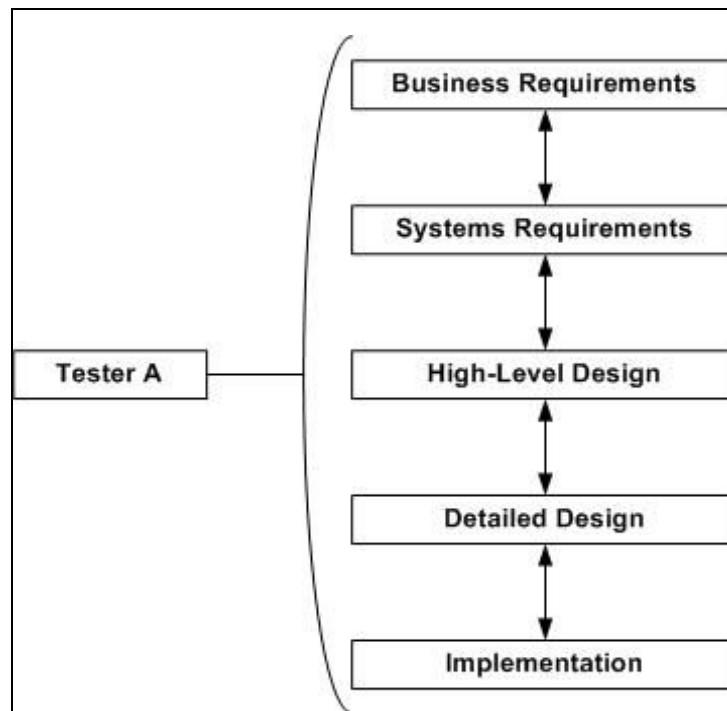 Business Requirements
Systems Requirements
Tester A
High-Level Design
Detailed Design
Implementation